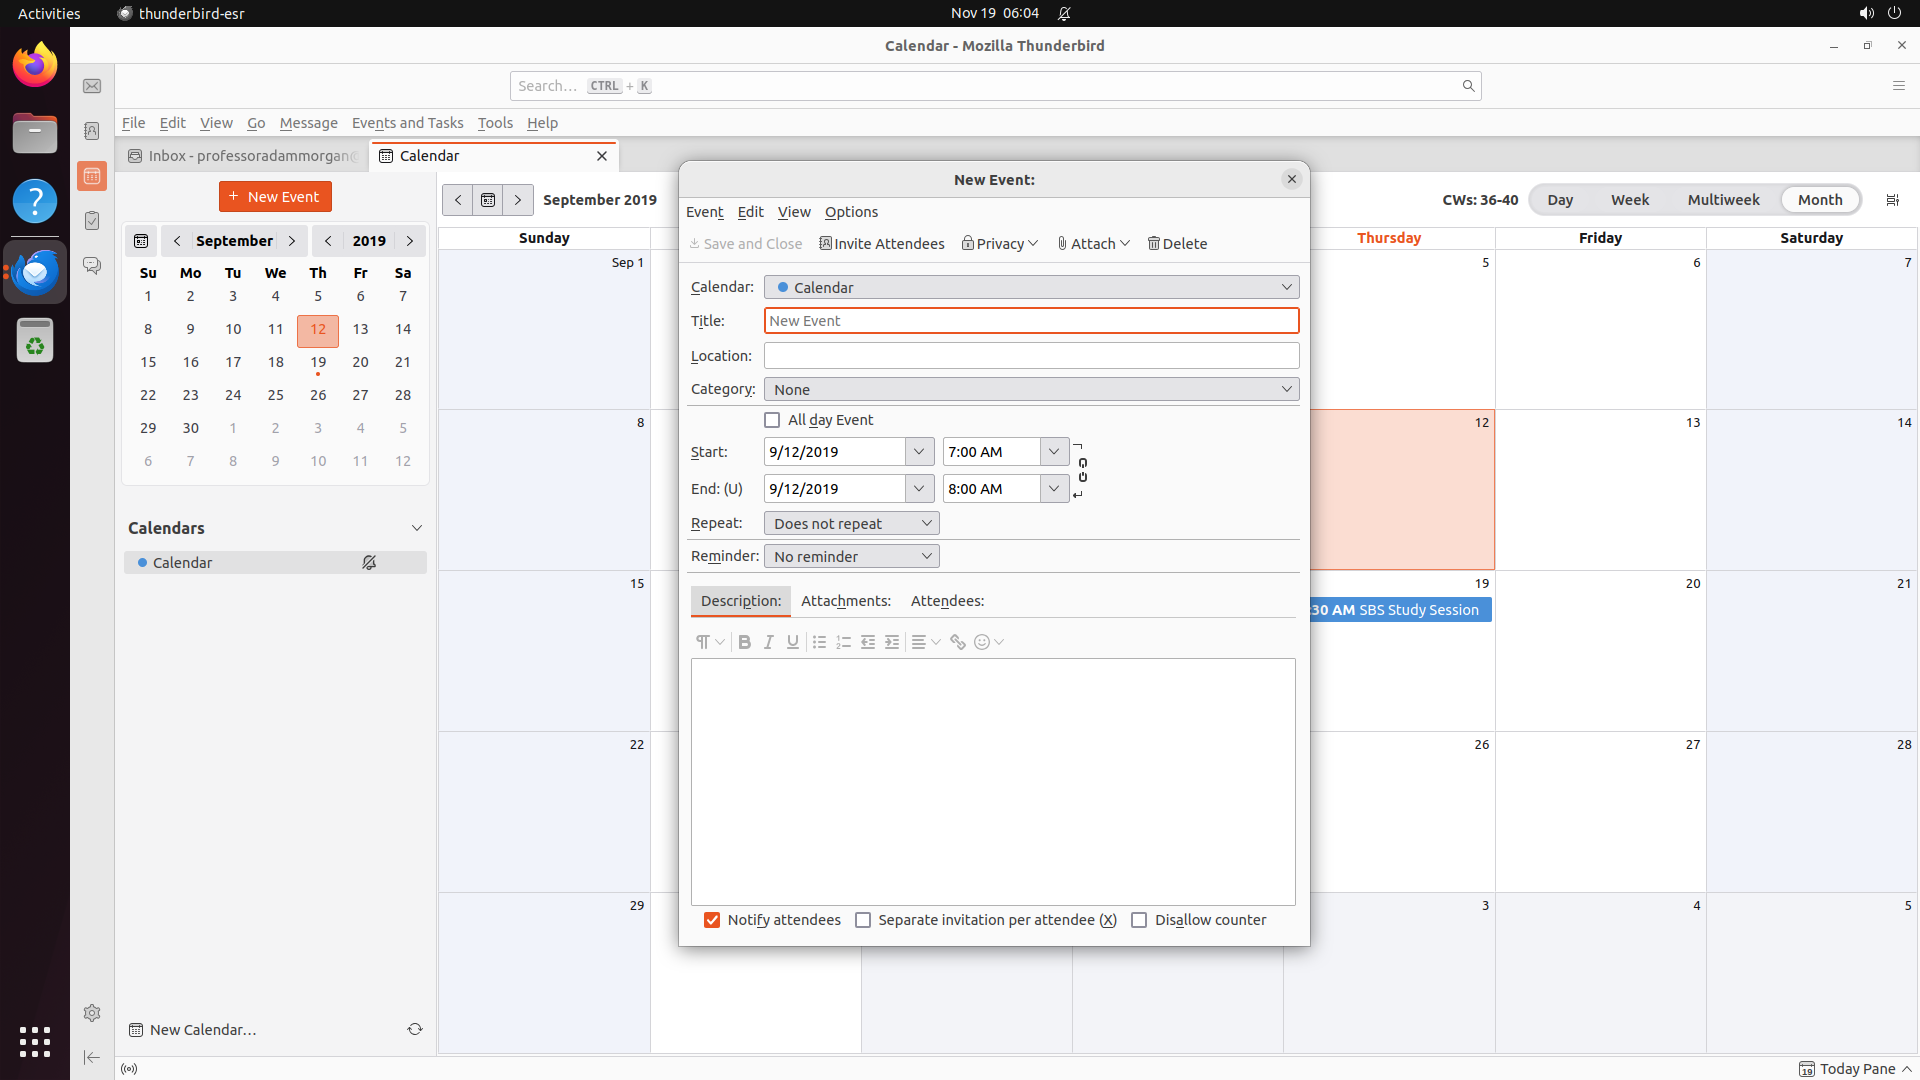 Activities
thunderbird-esr
Nov 19 06:04
Calendar - Mozilla Thunderbird
Search… CTRL + K
File Edit View Go Message Events and Tasks Tools Help
Inbox - professoradammorgan@
Calendar
New Event
September 2019
CWs: 36-40
Day Week Multiweek Month
September 2019
Su Mo Tu We Th Fr Sa
1 2 3 4 5 6 7
8 9 10 11 12 13 14
15 16 17 18 19 20 21
22 23 24 25 26 27 28
29 30 1 2 3 4 5
6 7 8 9 10 11 12
Calendars
Calendar
New Calendar…
Sunday Thursday Friday Saturday
Sep 1 5 6 7
8 12 13 14
15 19 20 21
:30 AM SBS Study Session
22 26 27 28
29 3 4 5
New Event:
Event Edit View Options
Save and Close Invite Attendees Privacy Attach Delete
Calendar: Calendar
Title: New Event
Location:
Category: None
All day Event
Start: 9/12/2019 7:00 AM
End: (U) 9/12/2019 8:00 AM
Repeat: Does not repeat
Reminder: No reminder
Description: Attachments: Attendees:
Notify attendees Separate invitation per attendee (X) Disallow counter
19 Today Pane